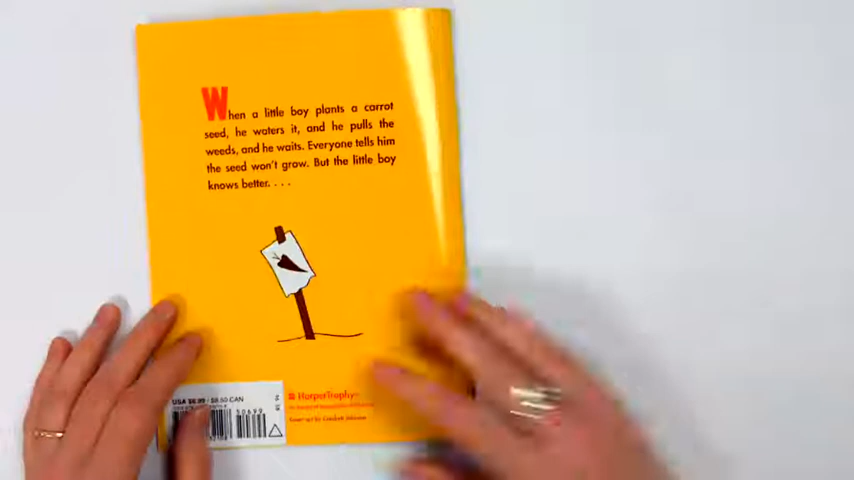 When a little boy plants a carrot
seed, he waters it, and he pulls the
weeds, and he waits. Everyone tells him
the seed won't grow. But the little boy
knows better. . . .
USA $6.99 / $8.50 CAN
50699
HarperTrophy